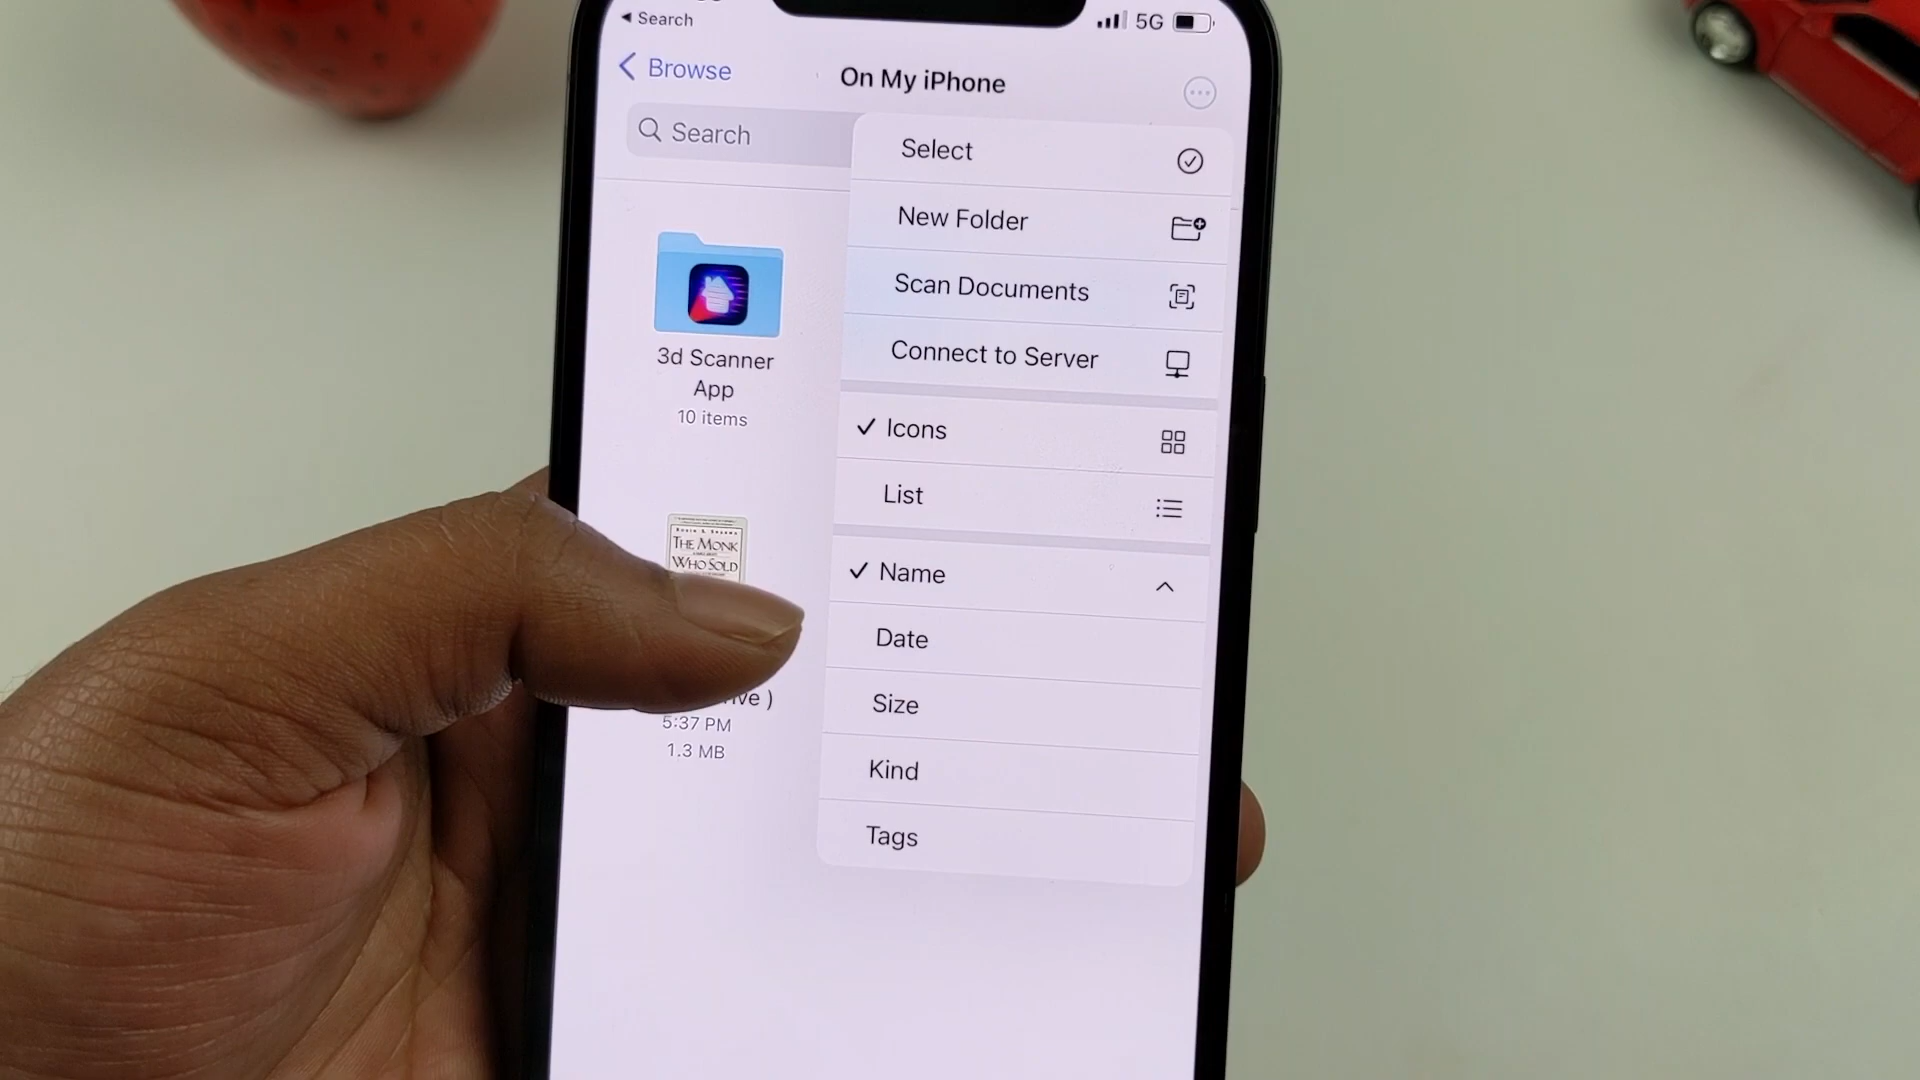 Search
5G
Browse
On My iPhone
Search
Select
New Folder
Scan Documents
Connect to Server
Icons
List
Name
Date
Size
Kind
Tags
3d Scanner
App
10 items
THE MONK
WHO SOLD
5:37 PM
1.3 MB